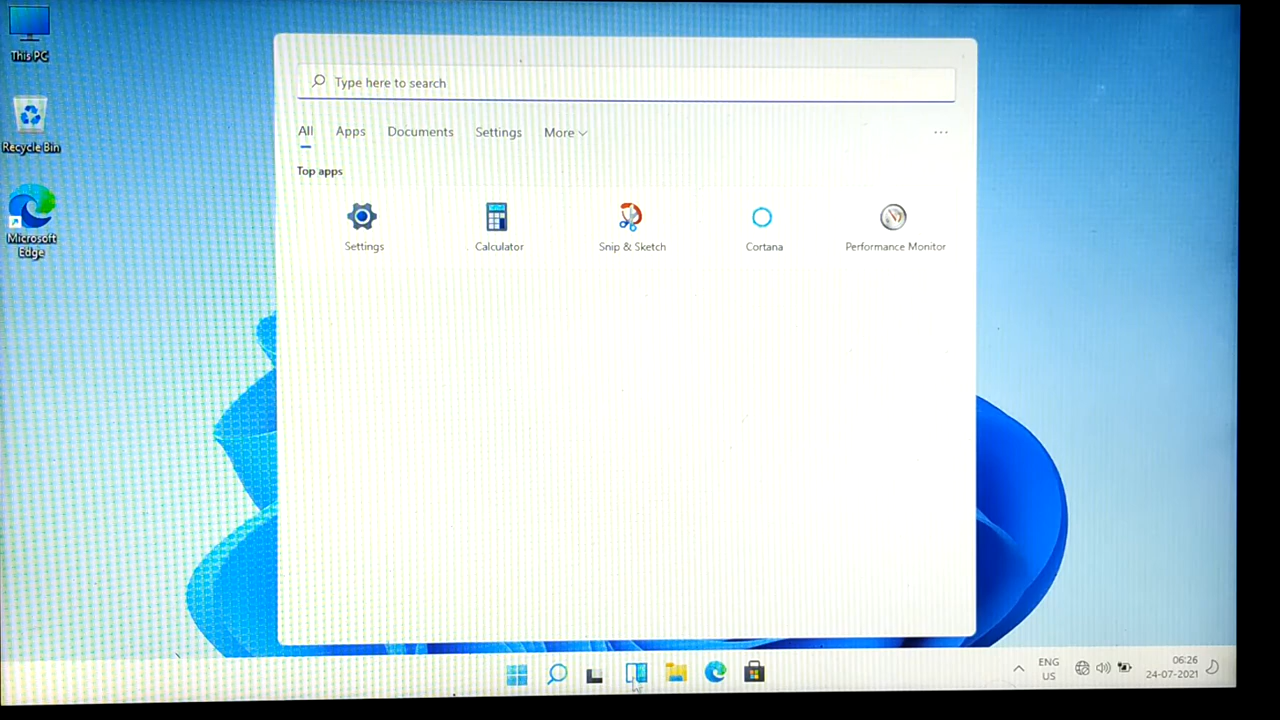 This PC
Recycle Bin
Microsoft
Edge
Type here to search
All Apps Documents Settings More
Top apps
Settings Calculator Snip & Sketch Cortana Performance Monitor
ENG
US
06:26
24-07-2021